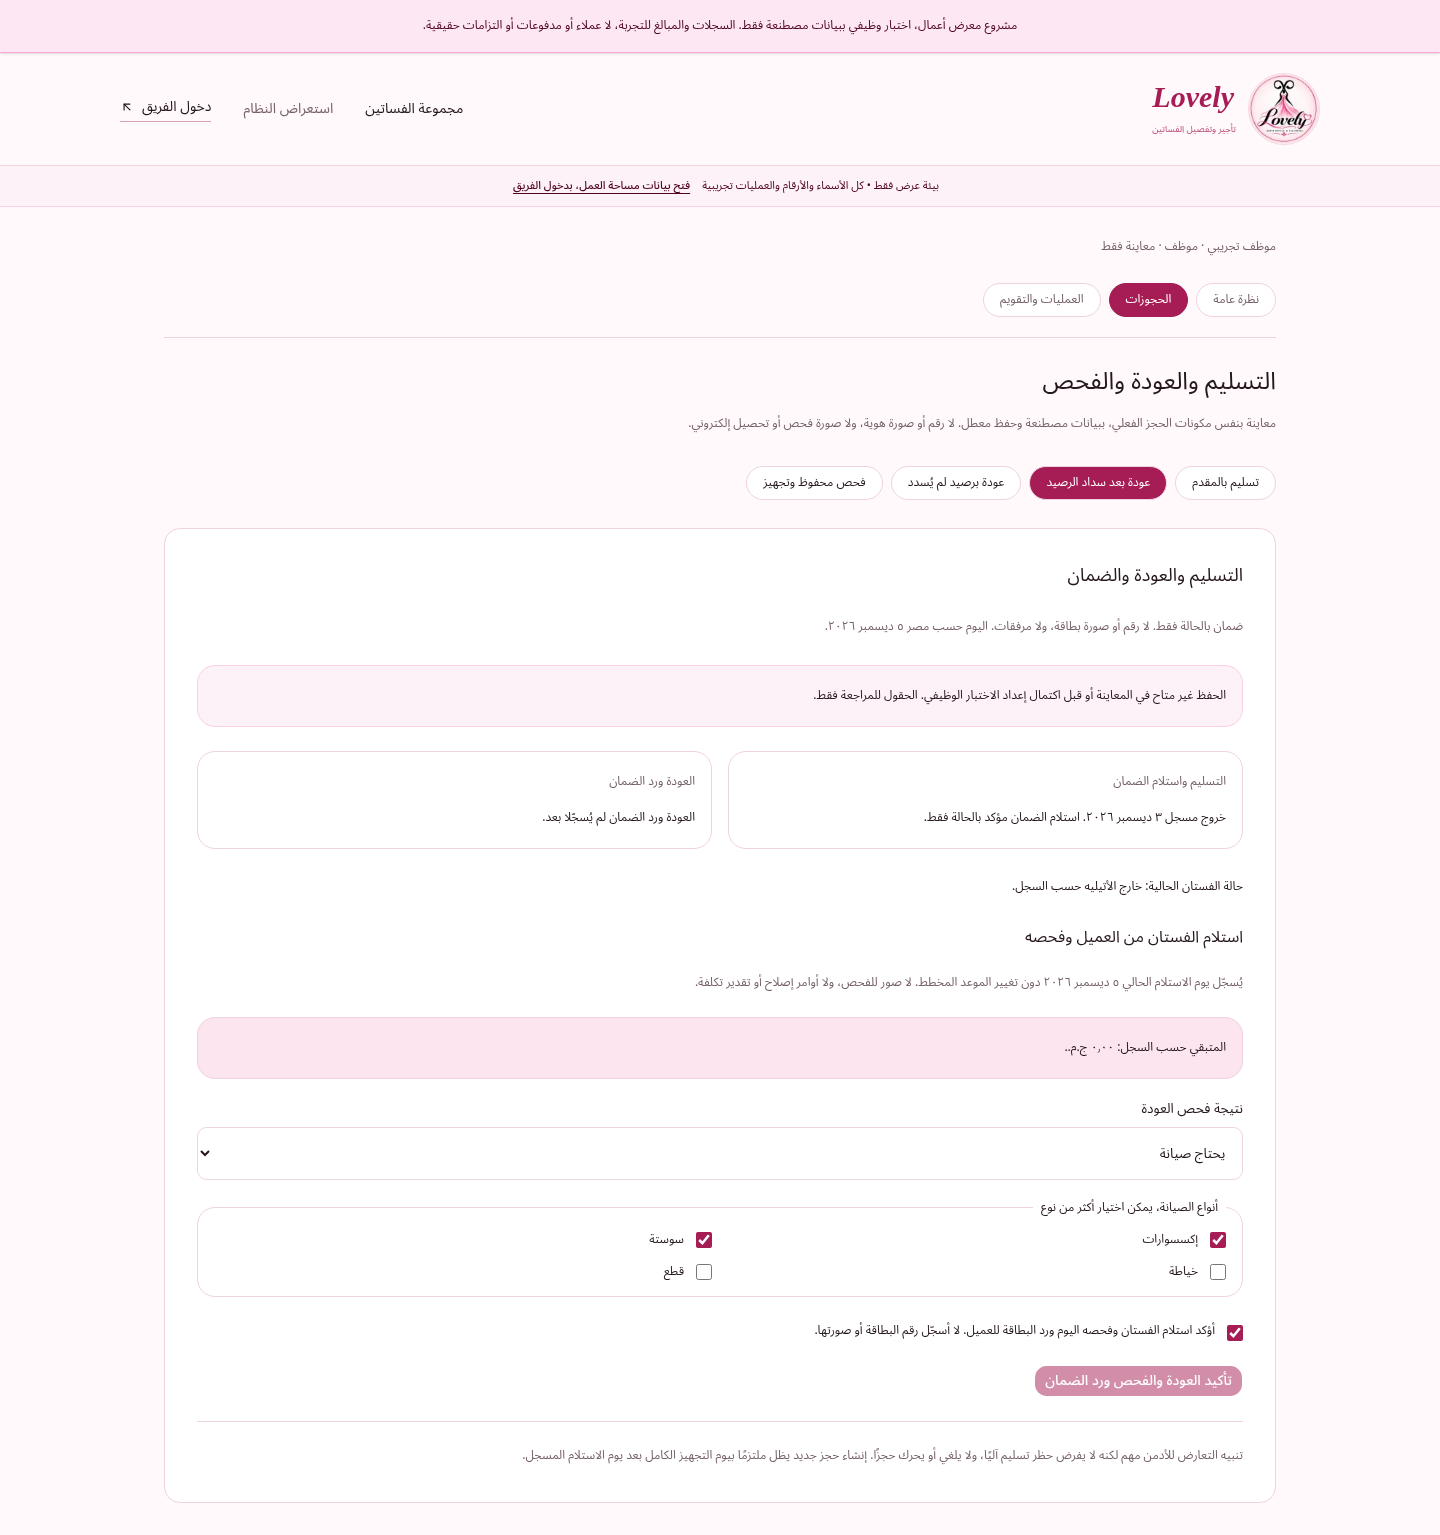 مشروع معرض أعمال، اختبار وظيفي ببيانات مصطنعة فقط. السجلات والمبالغ للتجربة، لا عملاء أو مدفوعات أو التزامات حقيقية.
Lovely
Lovely
تأجير وتفصيل الفساتين
مجموعة الفساتين
استعراض النظام
دخول الفريق
بيئة عرض فقط • كل الأسماء والأرقام والعمليات تجريبية
فتح بيانات مساحة العمل، بدخول الفريق
موظف تجريبي · موظف · معاينة فقط
نظرة عامة
الحجوزات
العمليات والتقويم
التسليم والعودة والفحص
معاينة بنفس مكونات الحجز الفعلي، ببيانات مصطنعة وحفظ معطل. لا رقم أو صورة هوية، ولا صورة فحص أو تحصيل إلكتروني.
تسليم بالمقدم
عودة بعد سداد الرصيد
عودة برصيد لم يُسدد
فحص محفوظ وتجهيز
التسليم والعودة والضمان
ضمان بالحالة فقط. لا رقم أو صورة بطاقة، ولا مرفقات. اليوم حسب مصر ٥ ديسمبر ٢٠٢٦.
الحفظ غير متاح في المعاينة أو قبل اكتمال إعداد الاختبار الوظيفي. الحقول للمراجعة فقط.
التسليم واستلام الضمان
خروج مسجل ٣ ديسمبر ٢٠٢٦. استلام الضمان مؤكد بالحالة فقط.
العودة ورد الضمان
العودة ورد الضمان لم يُسجّلا بعد.
حالة الفستان الحالية: خارج الأتيليه حسب السجل.
استلام الفستان من العميل وفحصه
يُسجّل يوم الاستلام الحالي ٥ ديسمبر ٢٠٢٦ دون تغيير الموعد المخطط. لا صور للفحص، ولا أوامر إصلاح أو تقدير تكلفة.
المتبقي حسب السجل: ٠٫٠٠ ج.م..
نتيجة فحص العودة
يحتاج صيانة
أنواع الصيانة، يمكن اختيار أكثر من نوع
إكسسوارات
سوستة
خياطة
قطع
أؤكد استلام الفستان وفحصه اليوم ورد البطاقة للعميل. لا أسجّل رقم البطاقة أو صورتها.
تأكيد العودة والفحص ورد الضمان
تنبيه التعارض للأدمن مهم لكنه لا يفرض حظر تسليم آليًا، ولا يلغي أو يحرك حجزًا. إنشاء حجز جديد يظل ملتزمًا بيوم التجهيز الكامل بعد يوم الاستلام المسجل.